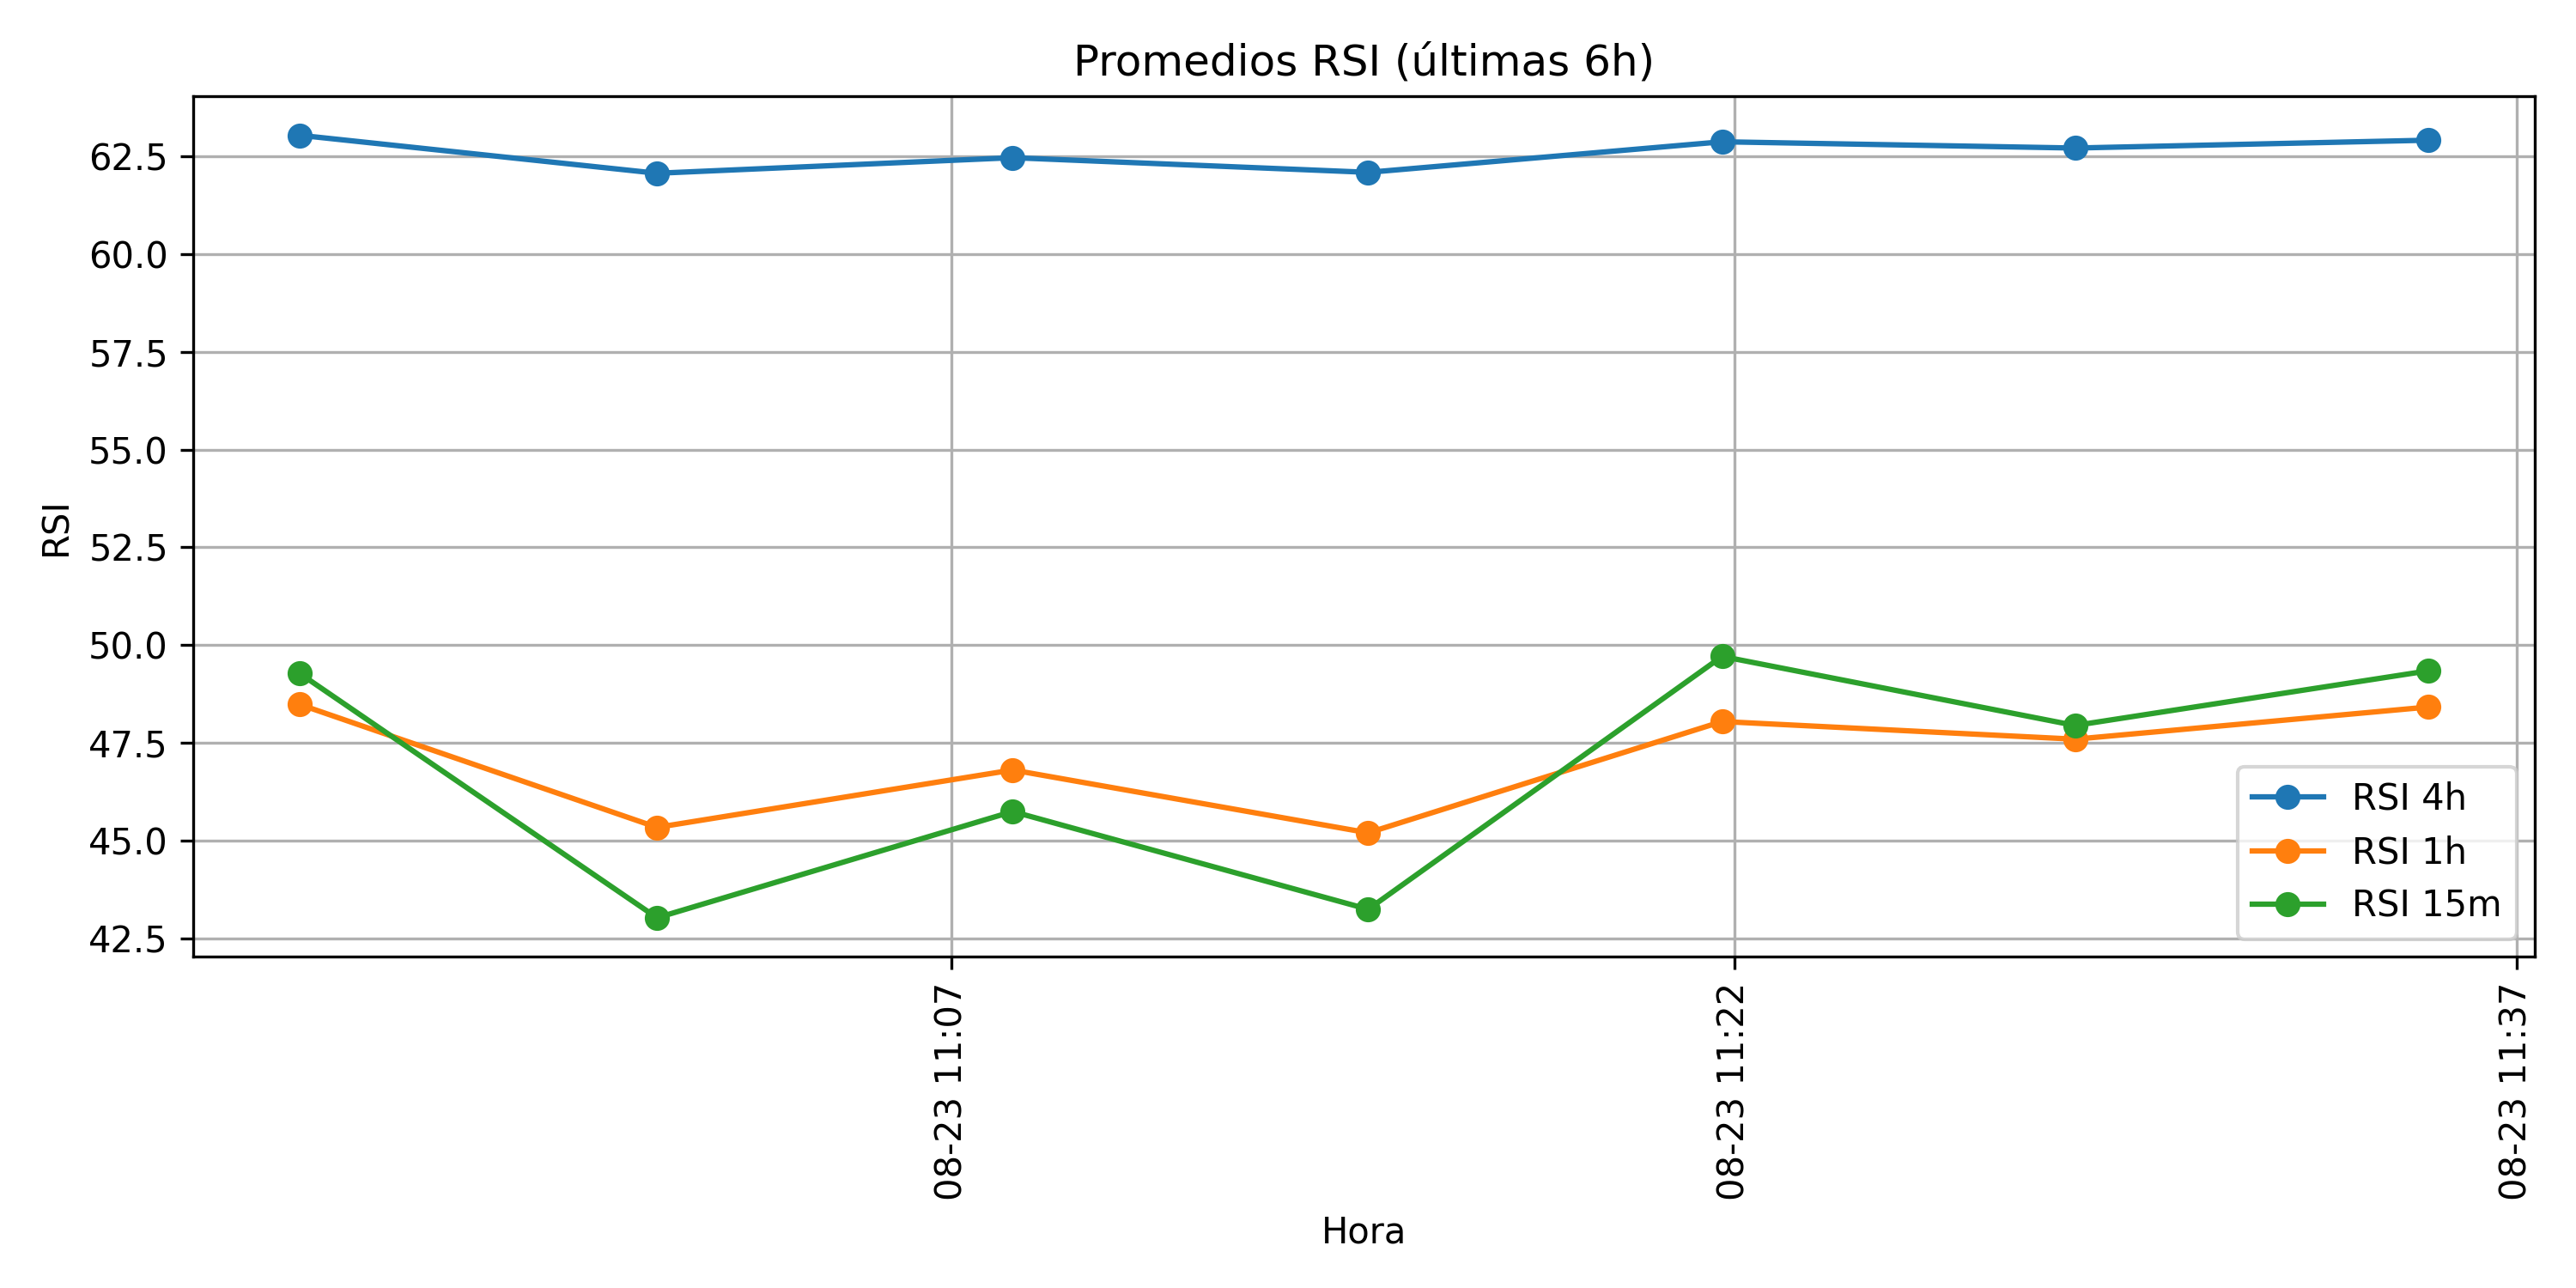 Promedios RSI (últimas 6h)
RSI
62.5
60.0
57.5
55.0
52.5
50.0
47.5
45.0
42.5
RSI 4h
RSI 1h
RSI 15m
08-23 11:07
08-23 11:22
08-23 11:37
Hora